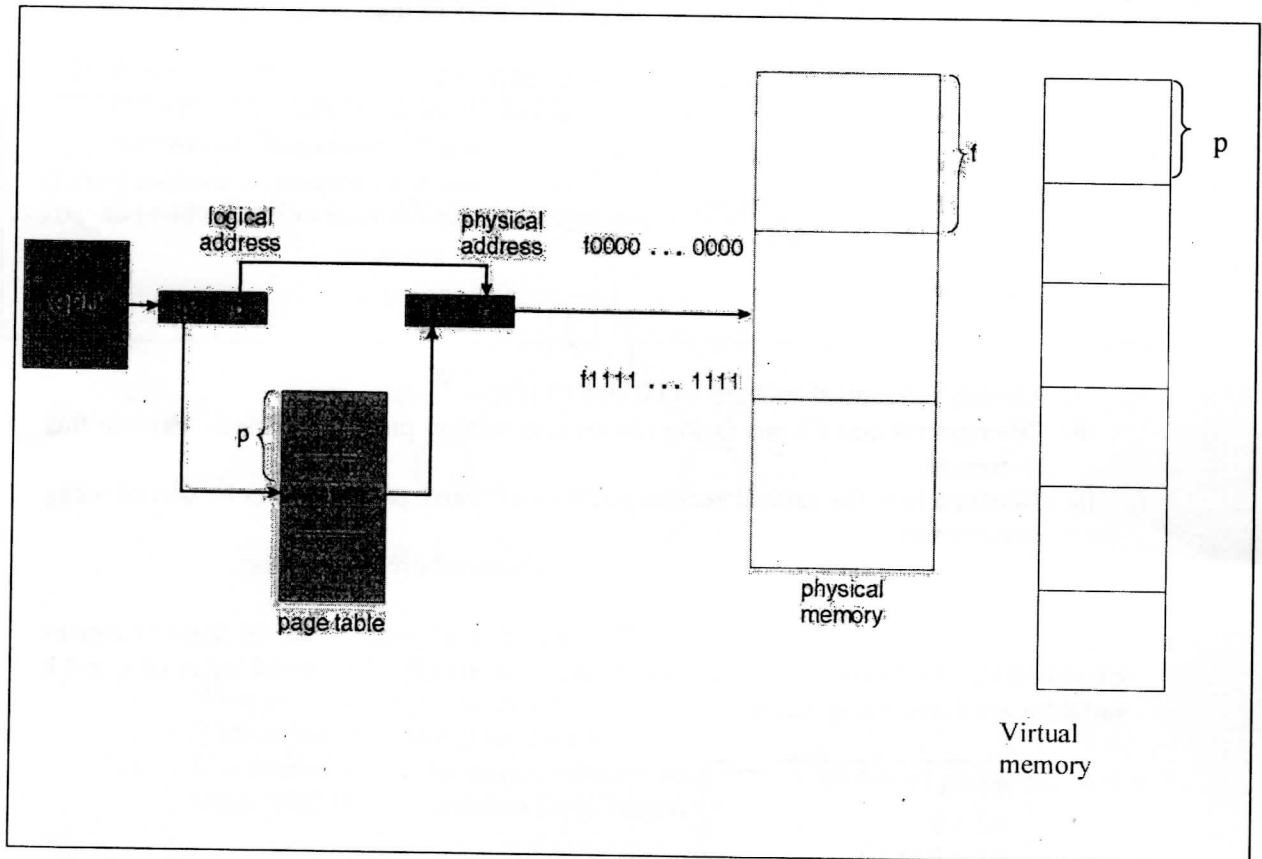 logical
address
physical
address
f0000 ... 0000
f1111 ... 1111
f
p
p
page table
physical
memory
Virtual
memory